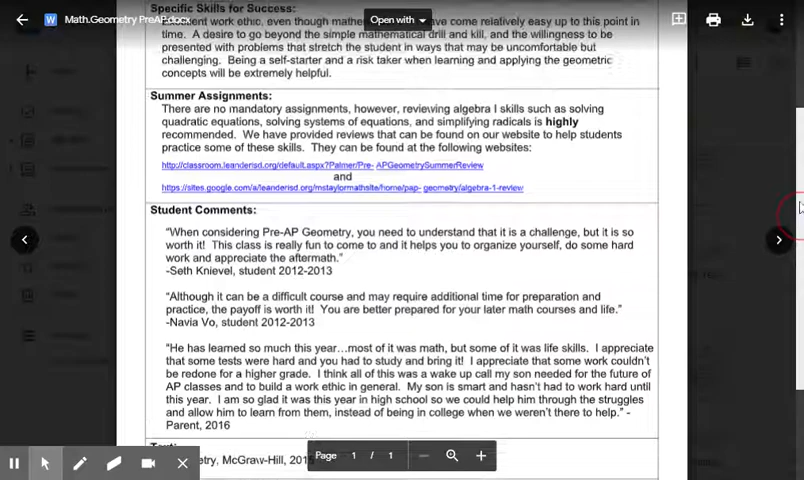 Math.Geometry PreAP.docx
Open with
Specific Skills for Success:
work ethic, even though have come relatively easy up to this point in
time. A desire to go beyond the simple mathematical drill and kill, and the willingness to be
presented with problems that stretch the student in ways that may be uncomfortable but
challenging. Being a self-starter and a risk taker when learning and applying the geometric
concepts will be extremely helpful.
Summer Assignments:
There are no mandatory assignments, however, reviewing algebra I skills such as solving
quadratic equations, solving systems of equations, and simplifying radicals is highly
recommended. We have provided reviews that can be found on our website to help students
practice some of these skills. They can be found at the following websites:
http://classroom.leanderisd.org/default.aspx?Palmer/Pre- APGeometrySummerReview
and
https://sites.google.com/a/leanderisd.org/mstaylormathsite/home/pap- geometry/algebra-1-review
Student Comments:
"When considering Pre-AP Geometry, you need to understand that it is a challenge, but it is so
worth it! This class is really fun to come to and it helps you to organize yourself, do some hard
work and appreciate the aftermath."
-Seth Knievel, student 2012-2013
"Although it can be a difficult course and may require additional time for preparation and
practice, the payoff is worth it! You are better prepared for your later math courses and life."
-Navia Vo, student 2012-2013
"He has learned so much this year…most of it was math, but some of it was life skills. I appreciate
that some tests were hard and you had to study and bring it! I appreciate that some work couldn't
be redone for a higher grade. I think all of this was a wake up call my son needed for the future of
AP classes and to build a work ethic in general. My son is smart and hasn't had to work hard until
this year. I am so glad it was this year in high school so we could help him through the struggles
and allow him to learn from them, instead of being in college when we weren't there to help." -
Parent, 2016
McGraw-Hill,
Page 1 / 1